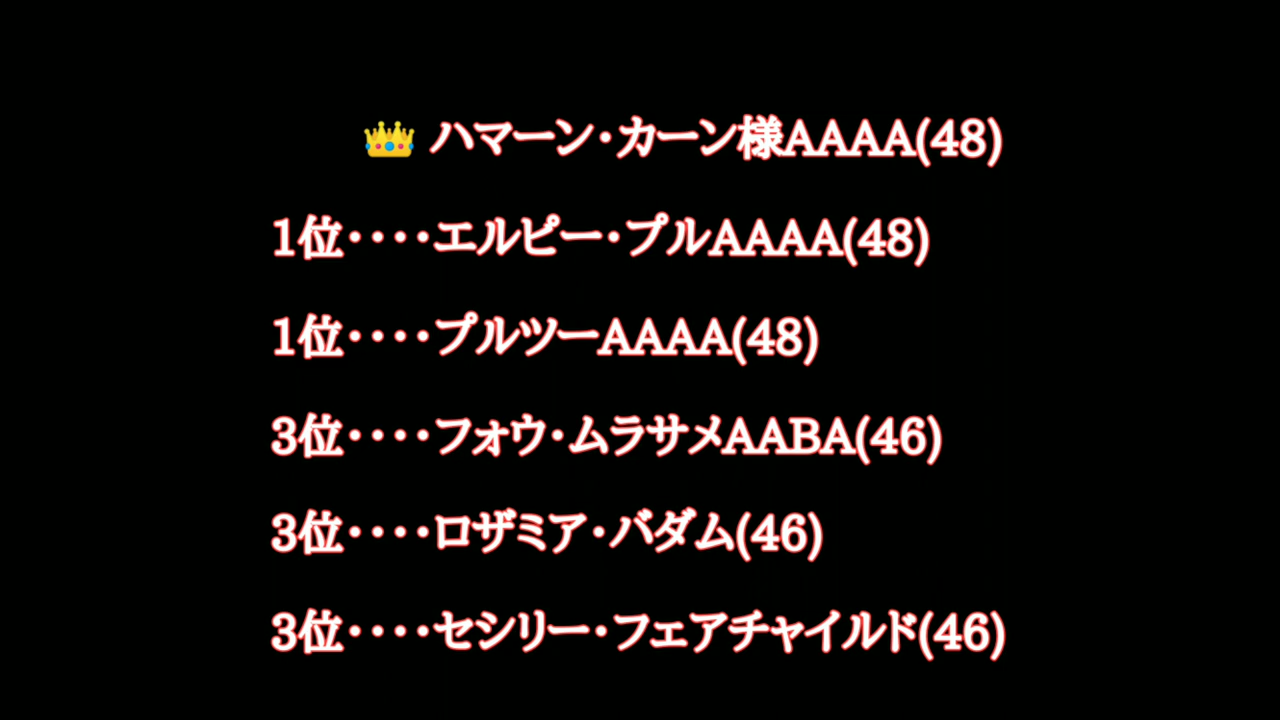 👑 ハマーン・カーン様AAAA(48)
1位‥‥エルピー・プルAAAA(48)
1位‥‥プルツーAAAA(48)
3位‥‥フォウ・ムラサメAABA(46)
3位‥‥ロザミア・バダム(46)
3位‥‥セシリー・フェアチャイルド(46)